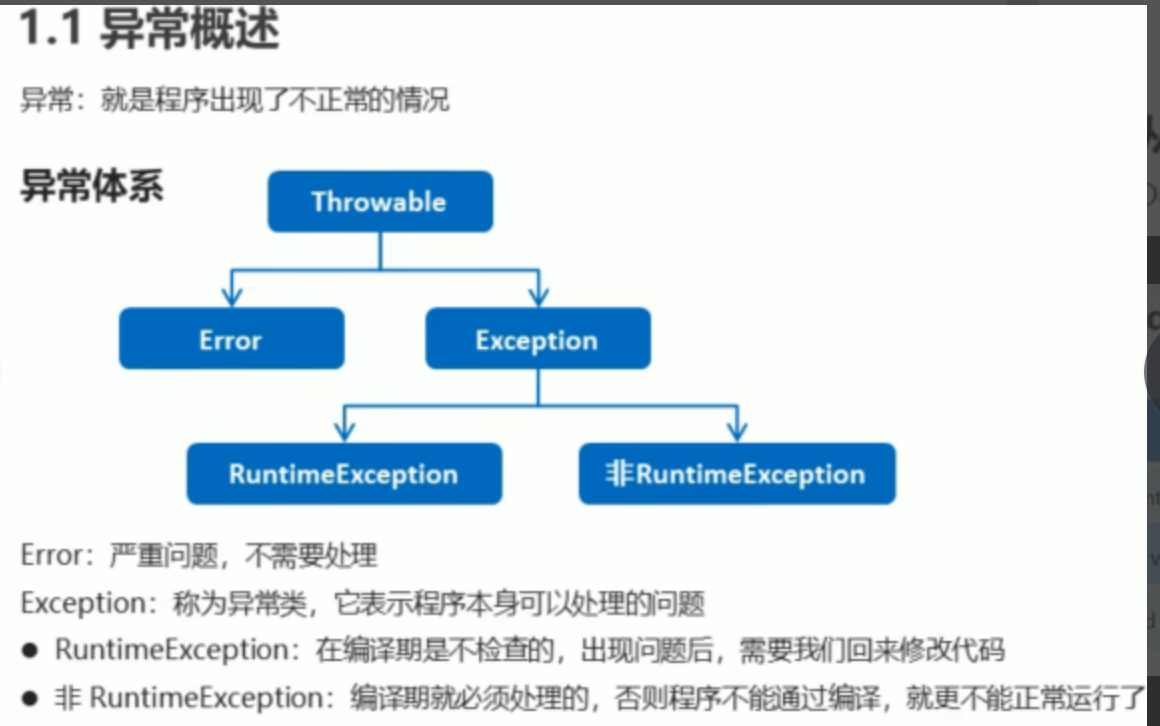 1.1 异常概述
异常：就是程序出现了不正常的情况
异常体系
Throwable
Error
Exception
RuntimeException
非RuntimeException
Error：严重问题，不需要处理
Exception：称为异常类，它表示程序本身可以处理的问题
● RuntimeException：在编译期是不检查的，出现问题后，需要我们回来修改代码
● 非 RuntimeException：编译期就必须处理的，否则程序不能通过编译，就更不能正常运行了